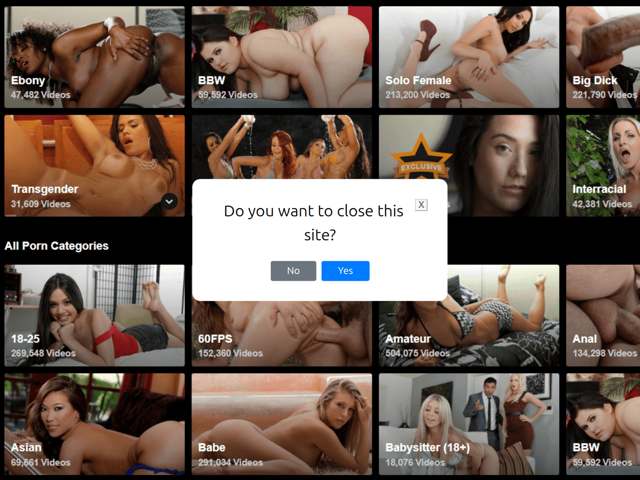 Ebony
47,482 Videos
BBW
59,592 Videos
Solo Female
213,200 Videos
Big Dick
221,790 Videos
Transgender
31,609 Videos
EXCLUSIVE
Videos
Interracial
42,381 Videos
Do you want to close this
site?
X
No
Yes
All Porn Categories
18-25
269,548 Videos
60FPS
152,360 Videos
Amateur
504,075 Videos
Anal
134,298 Videos
Asian
69,661 Videos
Babe
291,034 Videos
Babysitter (18+)
18,076 Videos
BBW
59,592 Videos